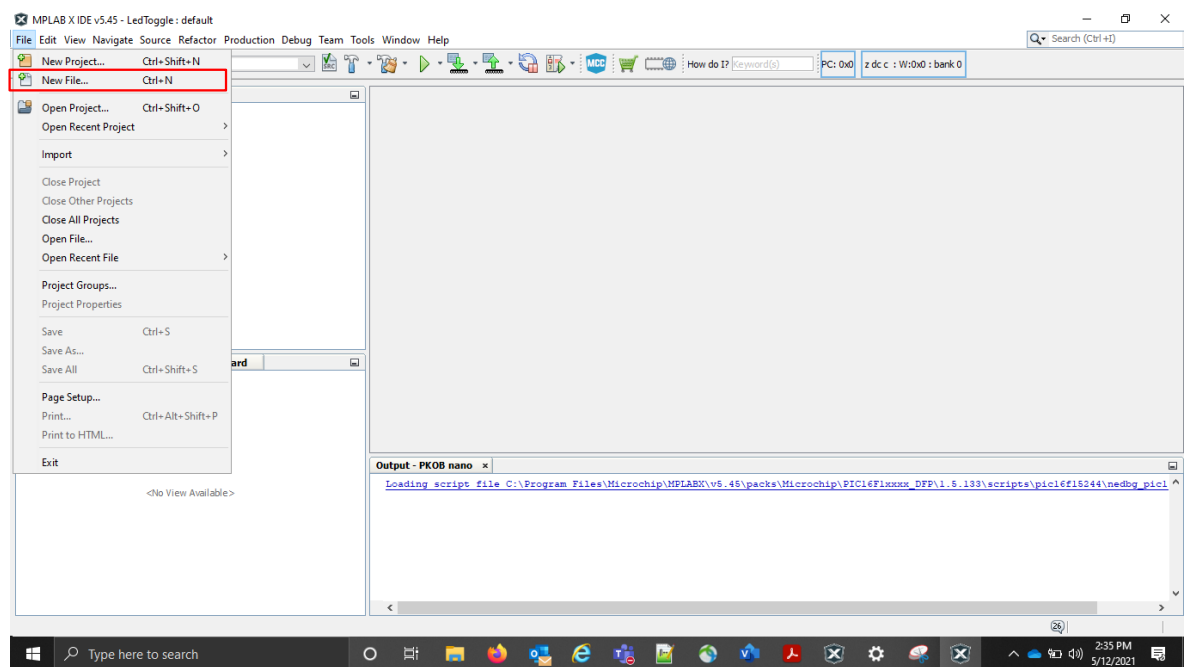 MPLAB X IDE v5.45 - LedToggle : default
File Edit View Navigate Source Refactor Production Debug Team Tools Window Help
Search (Ctrl+I)
New Project... Ctrl+Shift+N
New File... Ctrl+N
How do I? Keyword(s)
PC: 0x0
z dc c : W:0x0 : bank 0
Open Project... Ctrl+Shift+O
Open Recent Project
Import
Close Project
Close Other Projects
Close All Projects
Open File...
Open Recent File
Project Groups...
Project Properties
Save Ctrl+S
Save As...
Save All Ctrl+Shift+S
ard
Page Setup...
Print... Ctrl+Alt+Shift+P
Print to HTML...
Exit
<No View Available>
Output - PKOB nano ×
Loading script file C:\Program Files\Microchip\MPLABX\v5.45\packs\Microchip\PIC16F1xxxx_DFP\1.5.133\scripts\pic16f15244\nedbg_pic1
26
Type here to search
2:35 PM
5/12/2021